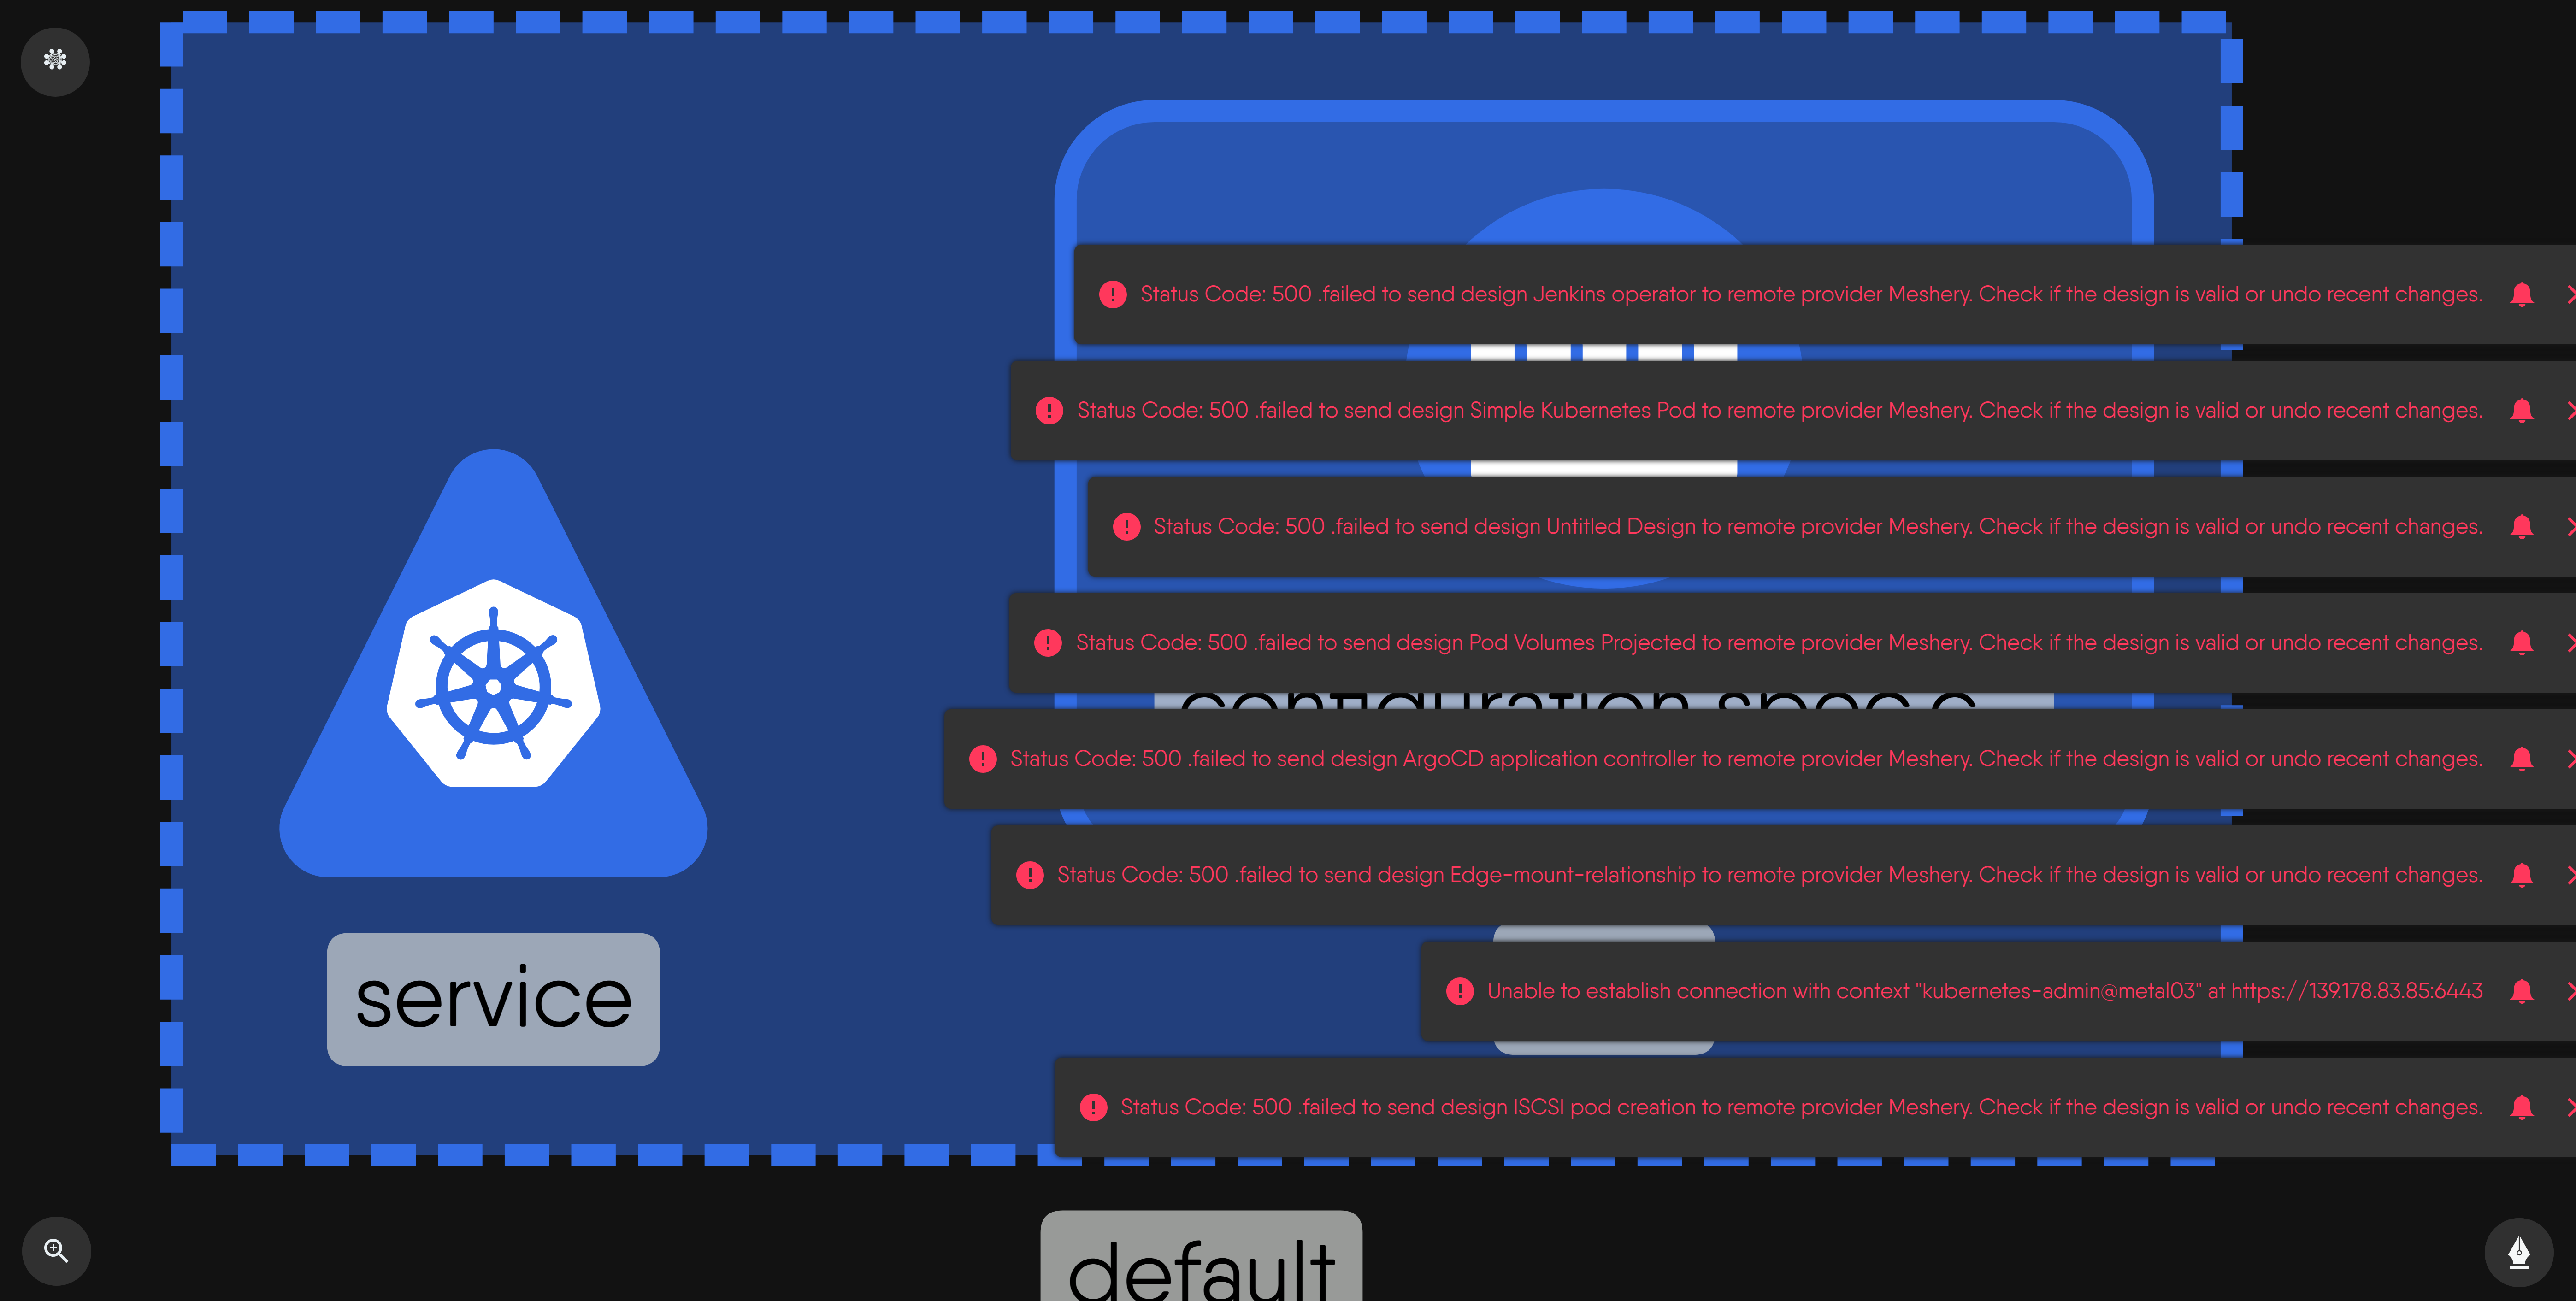 Status Code: 500 .failed to send design Jenkins operator to remote provider Meshery. Check if the design is valid or undo recent changes.
Status Code: 500 .failed to send design Simple Kubernetes Pod to remote provider Meshery. Check if the design is valid or undo recent changes.
Status Code: 500 .failed to send design Untitled Design to remote provider Meshery. Check if the design is valid or undo recent changes.
Status Code: 500 .failed to send design Pod Volumes Projected to remote provider Meshery. Check if the design is valid or undo recent changes.
configuration spec c
Status Code: 500 .failed to send design ArgoCD application controller to remote provider Meshery. Check if the design is valid or undo recent changes.
Status Code: 500 .failed to send design Edge-mount-relationship to remote provider Meshery. Check if the design is valid or undo recent changes.
service
Unable to establish connection with context "kubernetes-admin@metal03" at https://139.178.83.85:6443
Status Code: 500 .failed to send design ISCSI pod creation to remote provider Meshery. Check if the design is valid or undo recent changes.
default